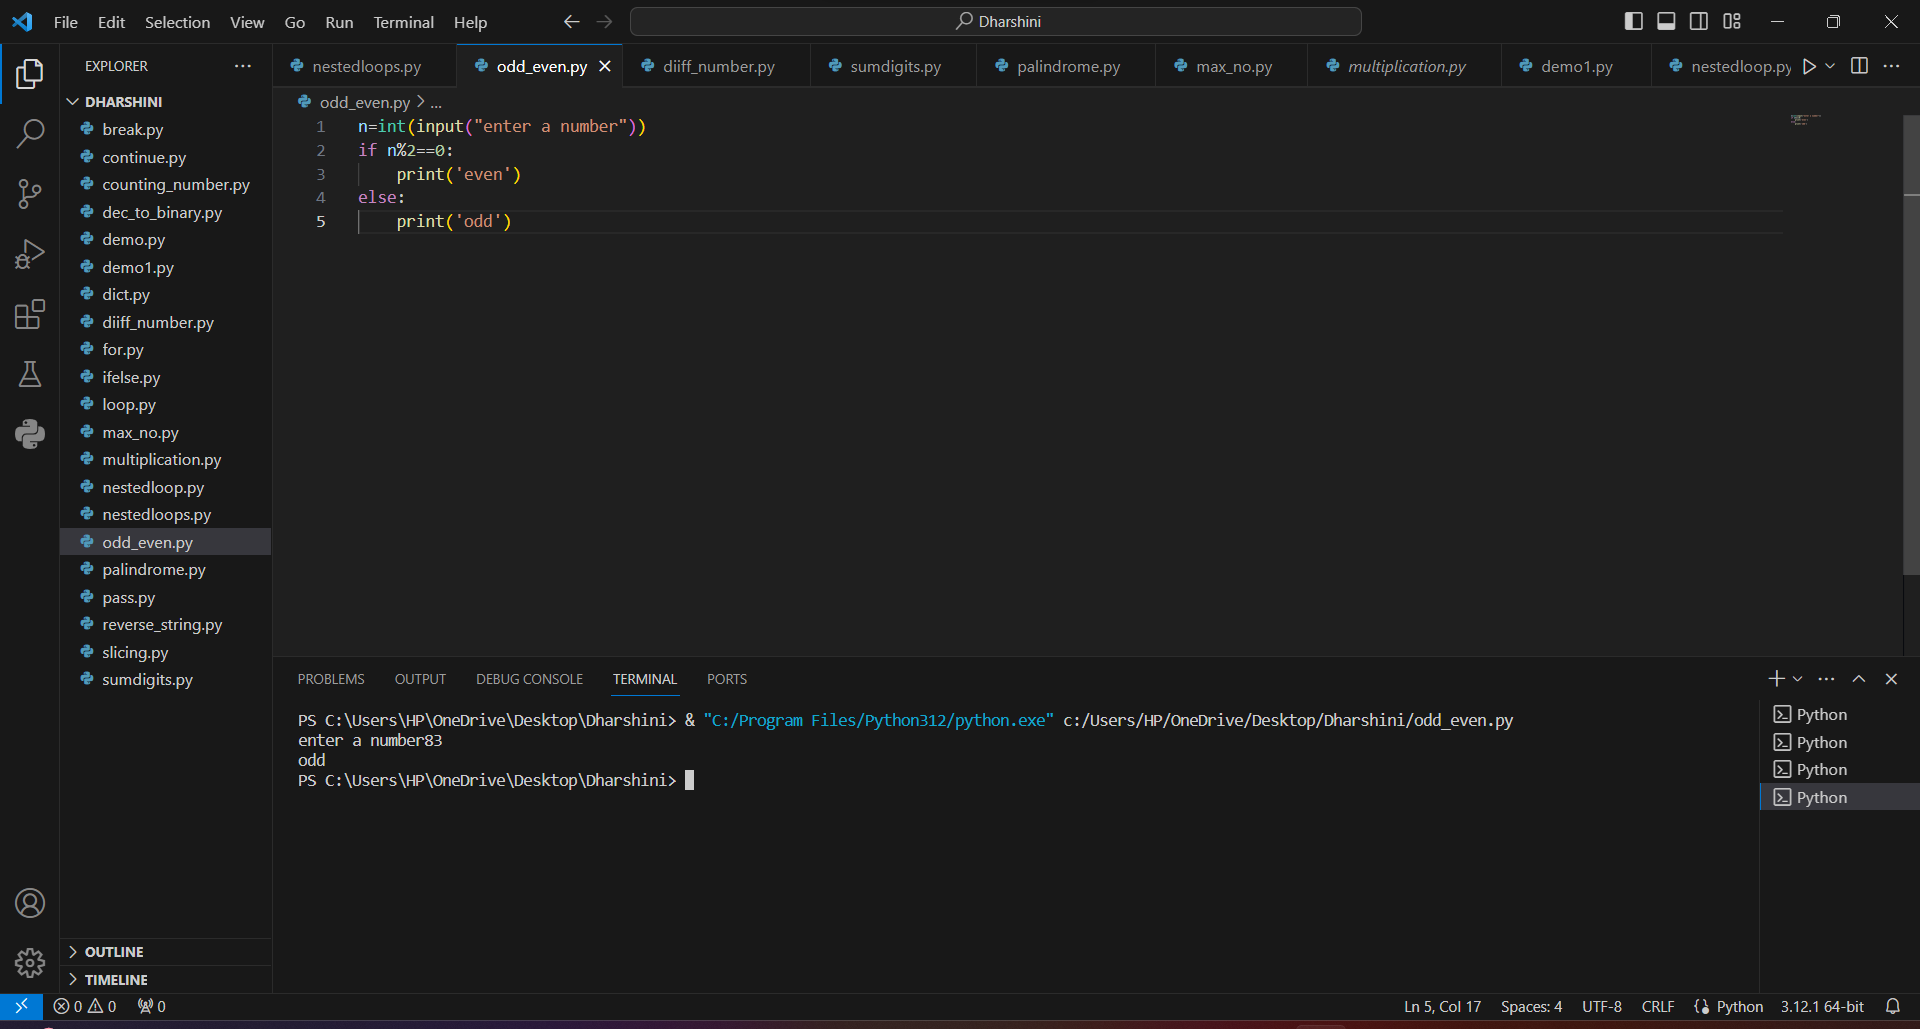 File Edit Selection View Go Run Terminal Help
Dharshini
EXPLORER
DHARSHINI
break.py
continue.py
counting_number.py
dec_to_binary.py
demo.py
demo1.py
dict.py
diiff_number.py
for.py
ifelse.py
loop.py
max_no.py
multiplication.py
nestedloop.py
nestedloops.py
odd_even.py
palindrome.py
pass.py
reverse_string.py
slicing.py
sumdigits.py
OUTLINE
TIMELINE
nestedloops.py odd_even.py diiff_number.py sumdigits.py palindrome.py max_no.py multiplication.py demo1.py nestedloop.py
odd_even.py > ...
1 n=int(input("enter a number"))
2 if n%2==0:
3     print('even')
4 else:
5     print('odd')
PROBLEMS OUTPUT DEBUG CONSOLE TERMINAL PORTS
PS C:\Users\HP\OneDrive\Desktop\Dharshini> & "C:/Program Files/Python312/python.exe" c:/Users/HP/OneDrive/Desktop/Dharshini/odd_even.py
enter a number83
odd
PS C:\Users\HP\OneDrive\Desktop\Dharshini>
Python
Python
Python
Python
0 0 0 Ln 5, Col 17 Spaces: 4 UTF-8 CRLF Python 3.12.1 64-bit